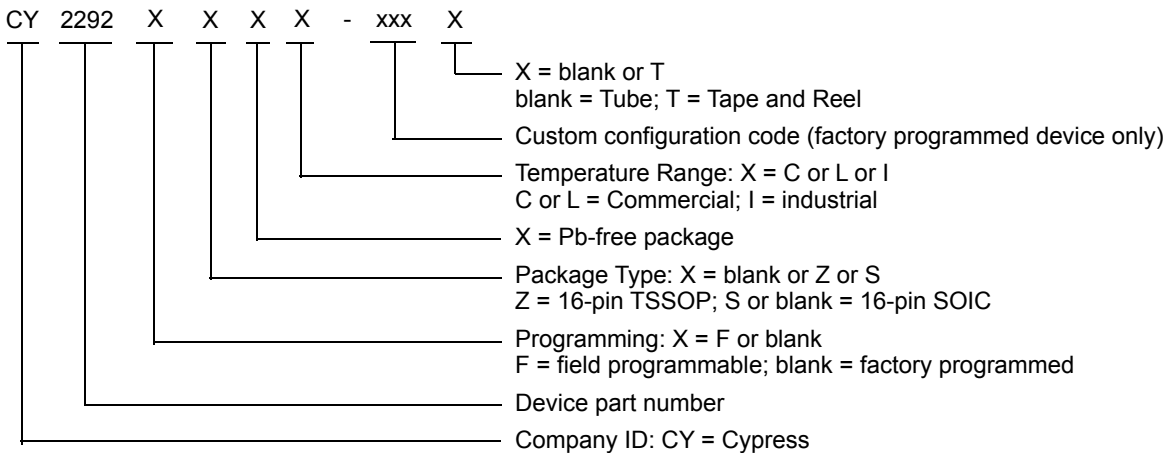 CY 2292 X X X X - xxx X
X = blank or T
blank = Tube; T = Tape and Reel
Custom configuration code (factory programmed device only)
Temperature Range: X = C or L or I
C or L = Commercial; I = industrial
X = Pb-free package
Package Type: X = blank or Z or S
Z = 16-pin TSSOP; S or blank = 16-pin SOIC
Programming: X = F or blank
F = field programmable; blank = factory programmed
Device part number
Company ID: CY = Cypress